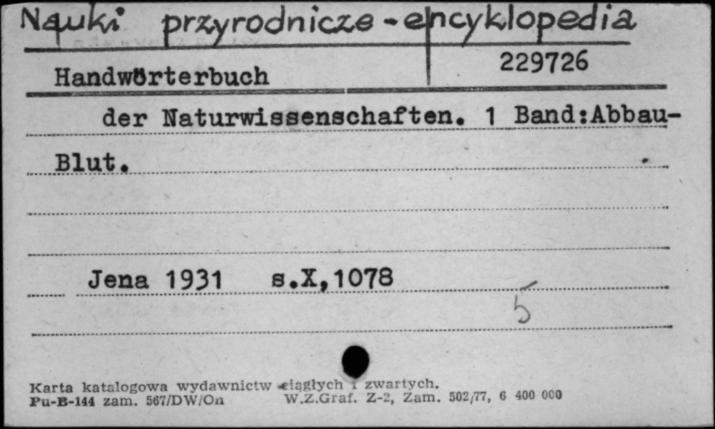 Nauki przyrodnicze - encyklopedia
229726
Handwörterbuch
der Naturwissenschaften. 1 Band:Abbau-
Blut.
Jena 1931 s.X,1078
5
Karta katalogowa wydawnictw ciągłych i zwartych.
Pu-B-144 zam. 567/DW/On W.Z.Graf. Z-2, Zam. 502/77, 6 400 000